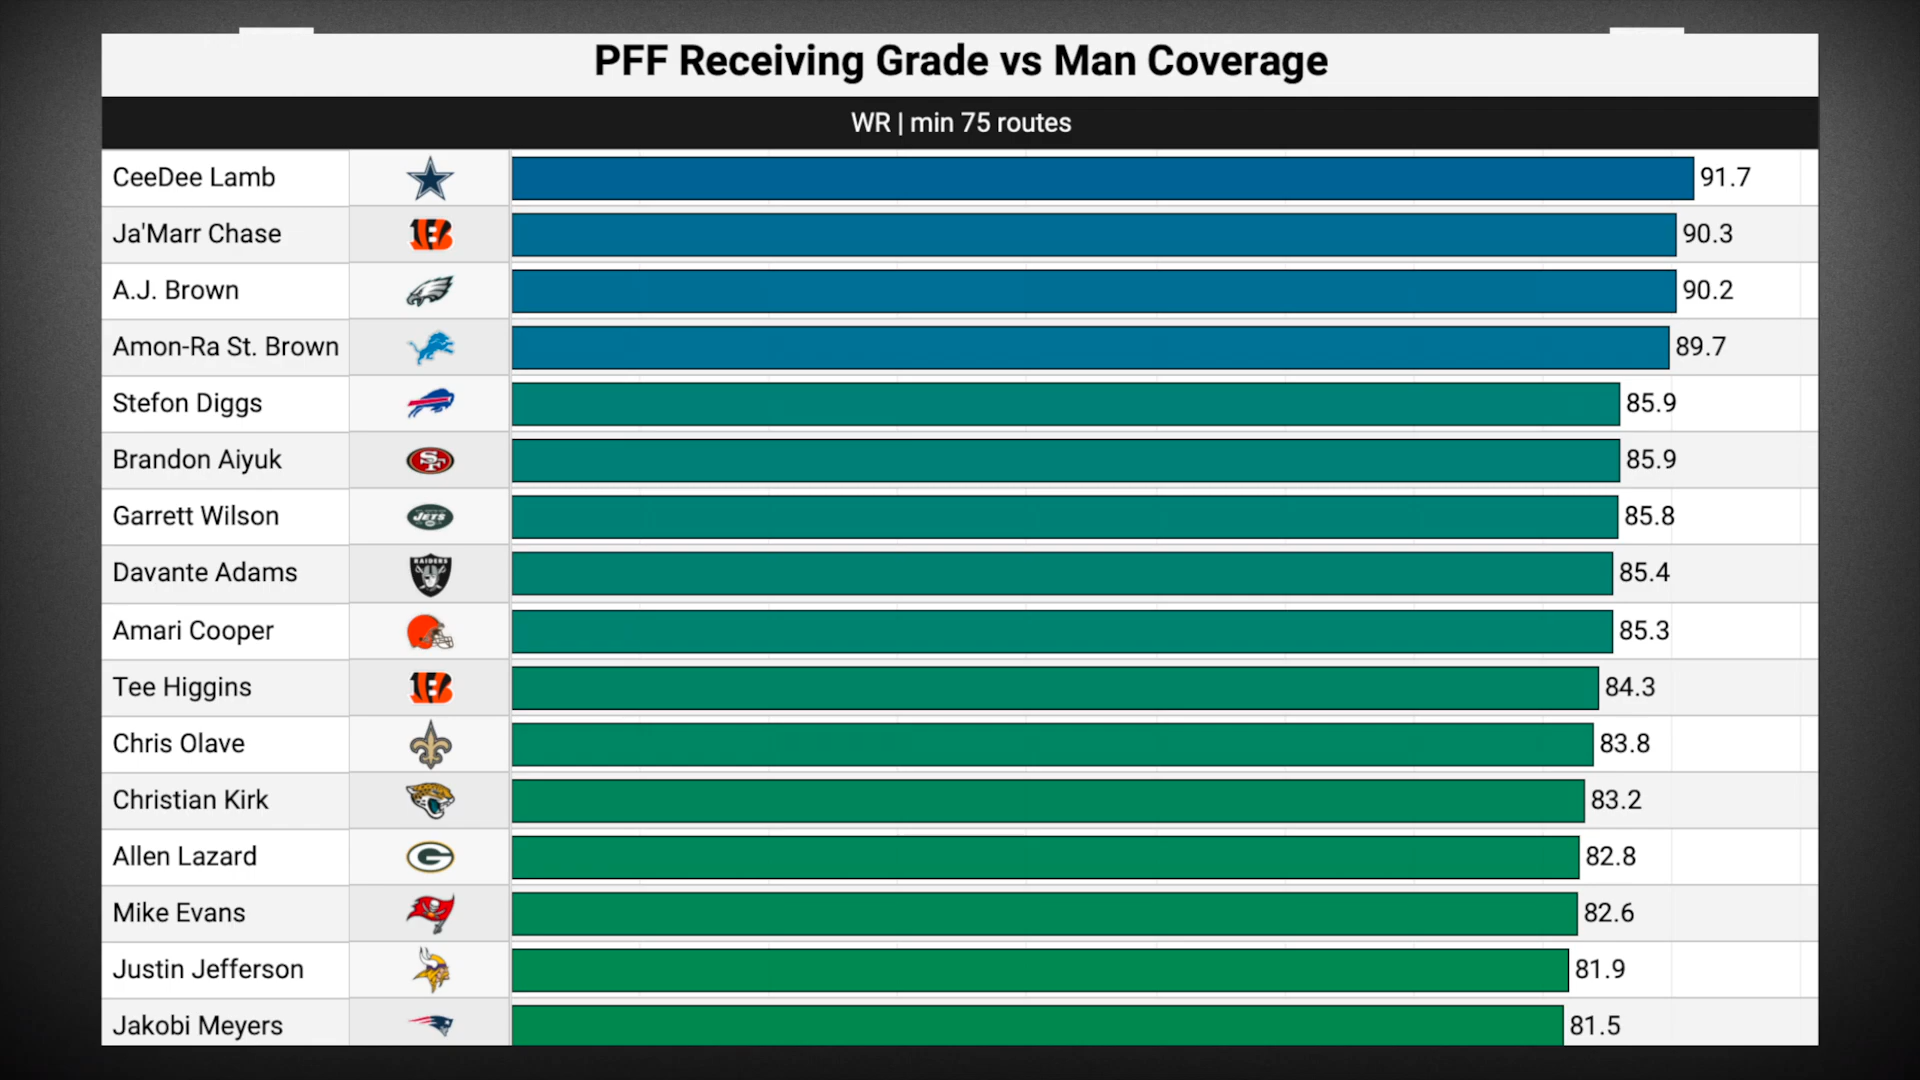 PFF Receiving Grade vs Man Coverage
WR | min 75 routes
CeeDee Lamb 91.7
Ja'Marr Chase 90.3
A.J. Brown 90.2
Amon-Ra St. Brown 89.7
Stefon Diggs 85.9
Brandon Aiyuk SF 85.9
Garrett Wilson JETS 85.8
Davante Adams RAIDERS 85.4
Amari Cooper 85.3
Tee Higgins 84.3
Chris Olave 83.8
Christian Kirk 83.2
Allen Lazard G 82.8
Mike Evans 82.6
Justin Jefferson 81.9
Jakobi Meyers 81.5